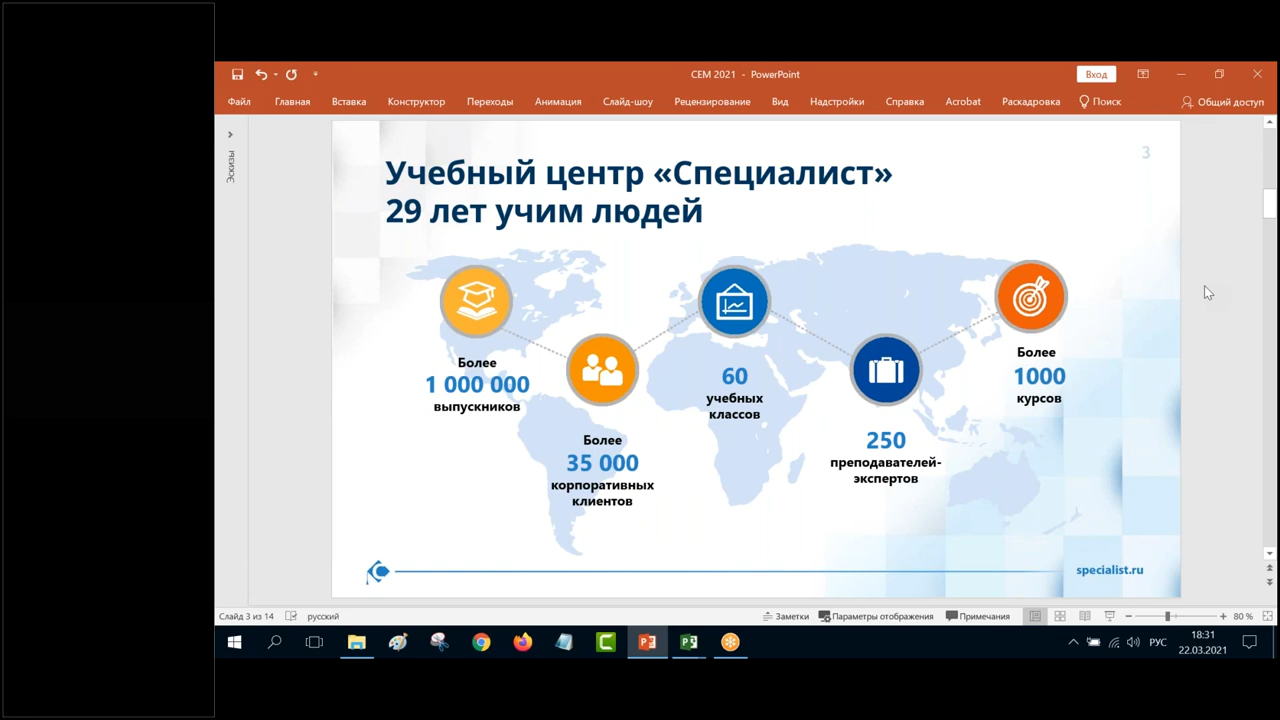 CEM 2021 - PowerPoint
Вход
Файл
Главная
Вставка
Конструктор
Переходы
Анимация
Слайд-шоу
Рецензирование
Вид
Надстройки
Справка
Acrobat
Раскадровка
Поиск
Общий доступ
Эскизы
3
Учебный центр «Специалист»
29 лет учим людей
Более
1 000 000
выпускников
Более
35 000
корпоративных
клиентов
60
учебных
классов
250
преподавателей-
экспертов
Более
1000
курсов
specialist.ru
Слайд 3 из 14
русский
Заметки
Параметры отображения
Примечания
80 %
РУС
18:31
22.03.2021